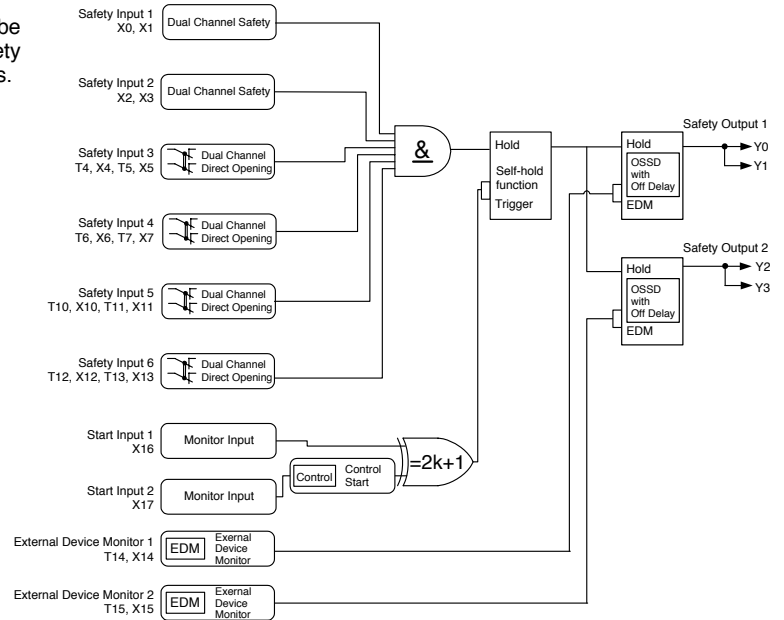 be
ety
s.
Safety Input 1
X0, X1
Dual Channel Safety
Safety Input 2
X2, X3
Dual Channel Safety
Safety Input 3
T4, X4, T5, X5
Dual Channel
Direct Opening
Safety Input 4
T6, X6, T7, X7
Dual Channel
Direct Opening
Safety Input 5
T10, X10, T11, X11
Dual Channel
Direct Opening
Safety Input 6
T12, X12, T13, X13
Dual Channel
Direct Opening
Start Input 1
X16
Monitor Input
Start Input 2
X17
Monitor Input
Control
Control
Start
External Device Monitor 1
T14, X14
EDM
Exernal
Device
Monitor
External Device Monitor 2
T15, X15
EDM
Exernal
Device
Monitor
&
=2k+1
Hold
Self-hold
function
Trigger
Safety Output 1
Hold
OSSD
with
Off Delay
EDM
Y0
Y1
Safety Output 2
Hold
OSSD
with
Off Delay
EDM
Y2
Y3